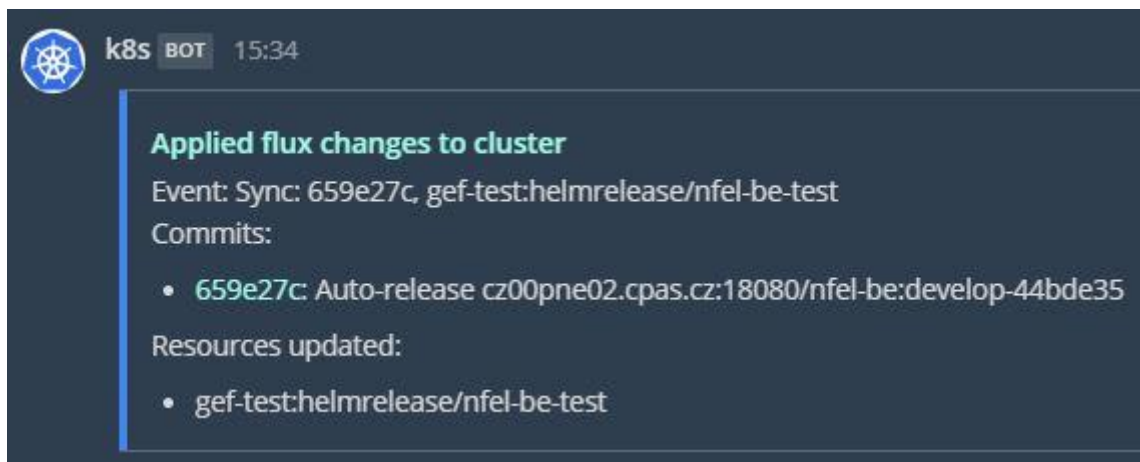 k8s BOT 15:34
Applied flux changes to cluster
Event: Sync: 659e27c, gef-test:helmrelease/nfel-be-test
Commits:
• 659e27c: Auto-release cz00pne02.cpas.cz:18080/nfel-be:develop-44bde35
Resources updated:
• gef-test:helmrelease/nfel-be-test